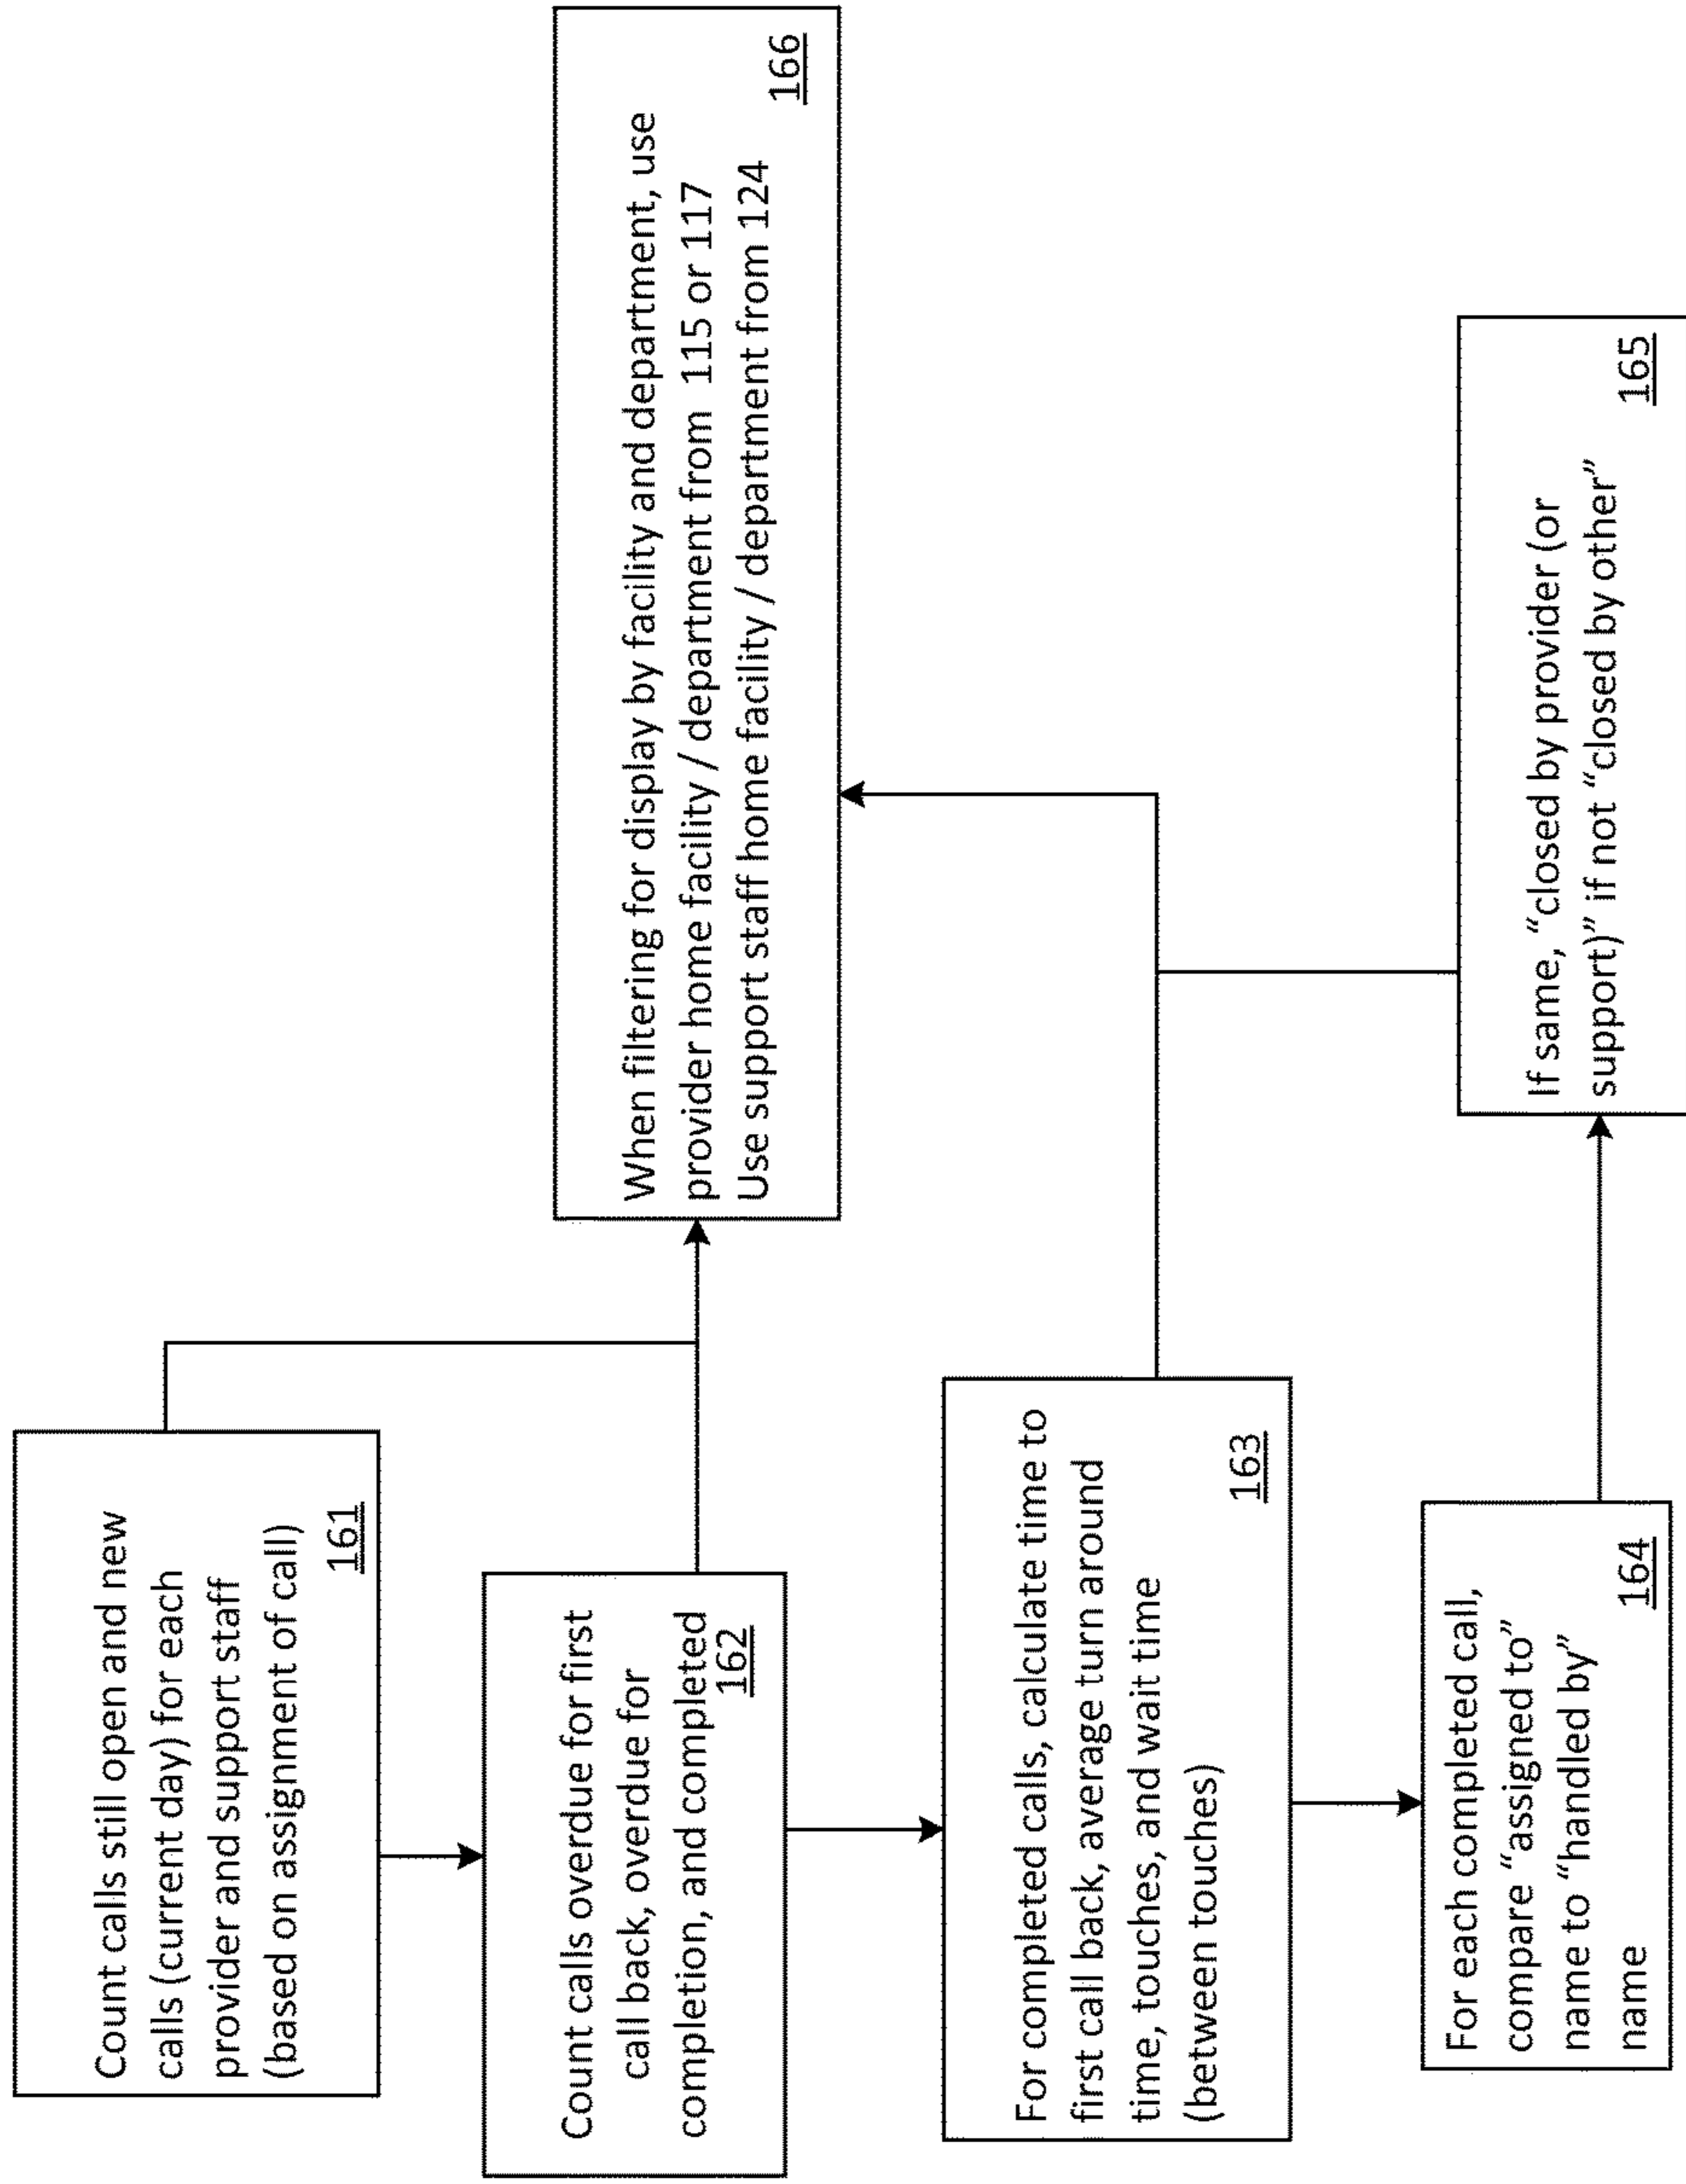 Count calls still open and new
calls (current day) for each
provider and support staff
(based on assignment of call)
161
Count calls overdue for first
call back, overdue for
completion, and completed
162
For completed calls, calculate time to
first call back, average turn around
time, touches, and wait time
(between touches)
163
For each completed call,
compare “assigned to”
name to “handled by”
name
164
If same, “closed by provider (or
support)” if not “closed by other”
165
When filtering for display by facility and department, use
provider home facility / department from 115 or 117
Use support staff home facility / department from 124
166